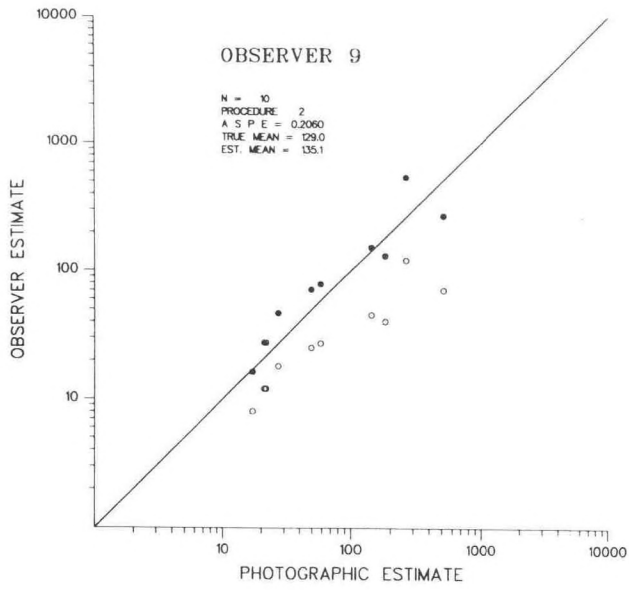 10000
OBSERVER 9
N = 10
PROCEDURE 2
A S P E = 0.2060
TRUE MEAN = 129.0
EST. MEAN = 135.1
1000
100
10
OBSERVER ESTIMATE
10 100 1000 10000
PHOTOGRAPHIC ESTIMATE